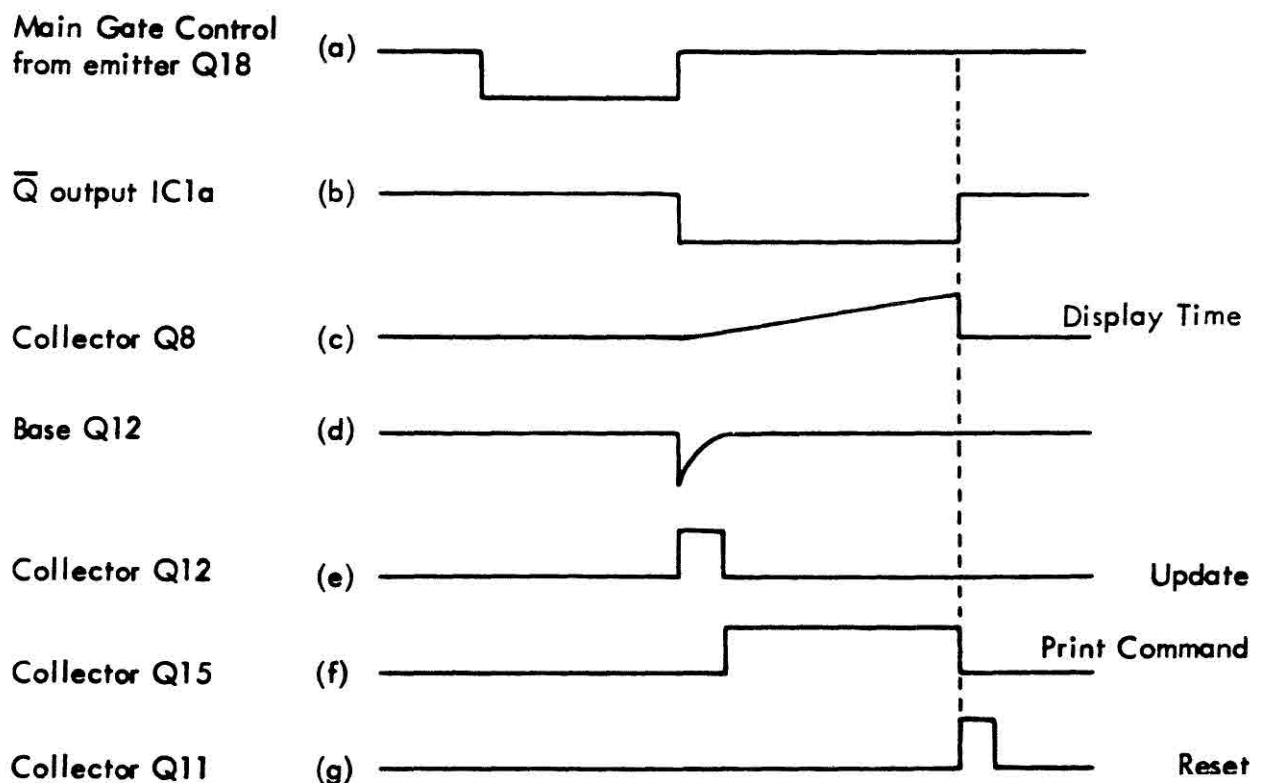 Main Gate Control (a)
from emitter Q18
Q̅ output IC1a (b)
Collector Q8 (c) Display Time
Base Q12 (d)
Collector Q12 (e) Update
Collector Q15 (f) Print Command
Collector Q11 (g) Reset